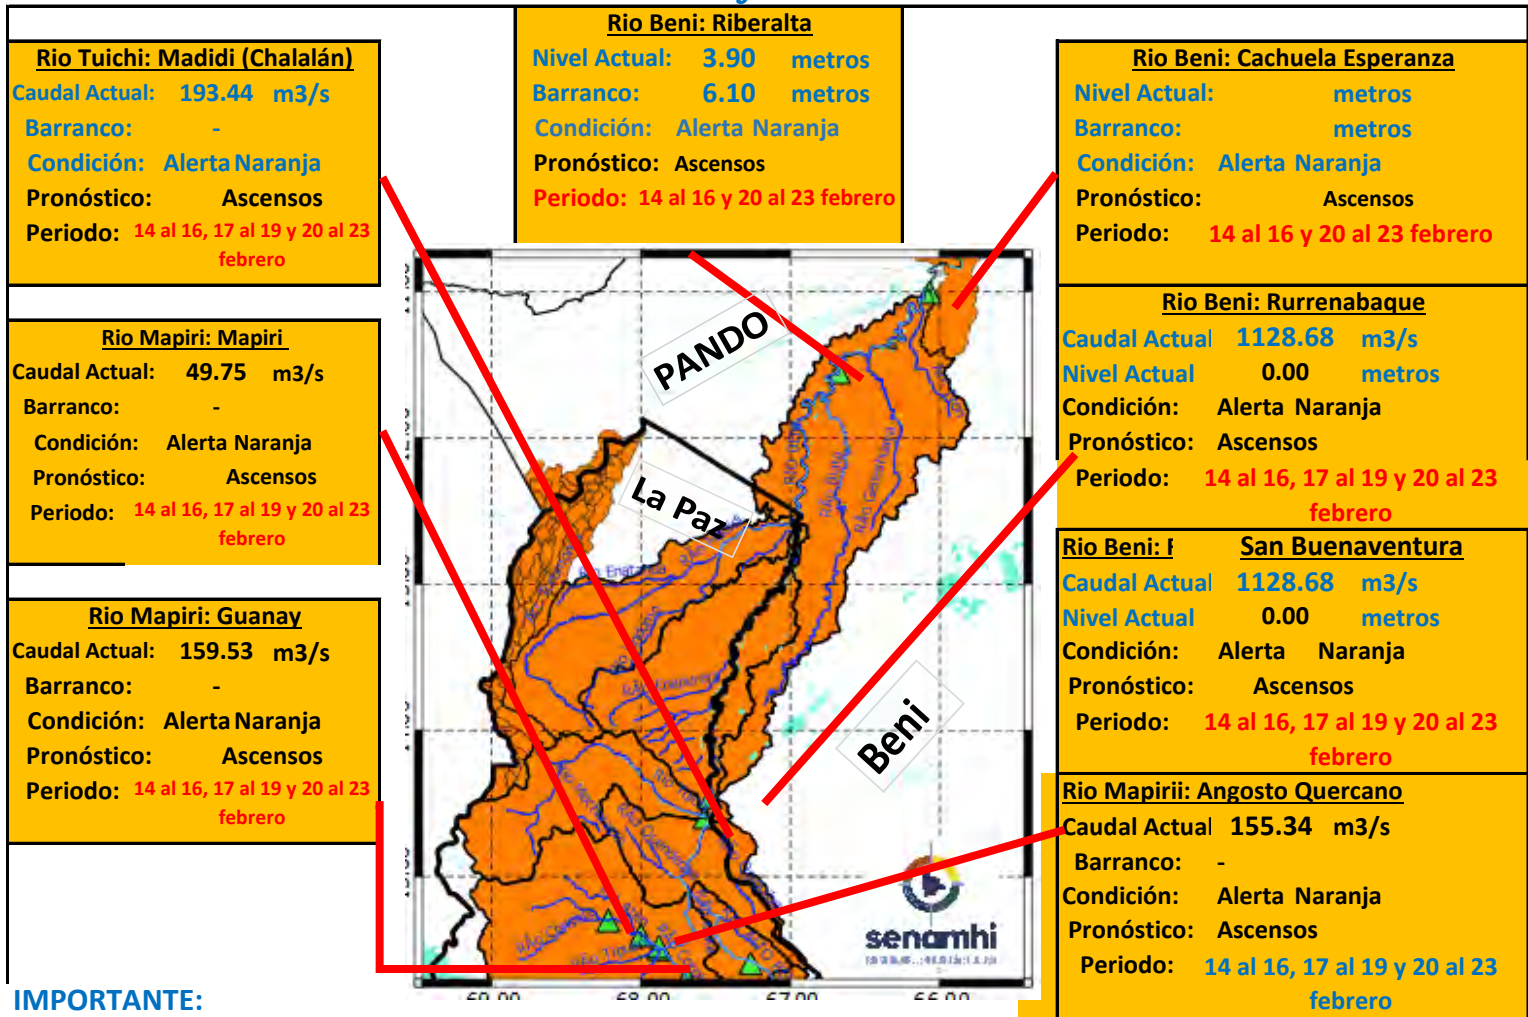 Rio Tuichi: Madidi (Chalalán)
Caudal Actual: 193.44 m3/s
Barranco: -
Condición: Alerta Naranja
Pronóstico: Ascensos
Periodo: 14 al 16, 17 al 19 y 20 al 23
febrero
Rio Mapiri: Mapiri
Caudal Actual: 49.75 m3/s
Barranco: -
Condición: Alerta Naranja
Pronóstico: Ascensos
Periodo: 14 al 16, 17 al 19 y 20 al 23
febrero
Rio Mapiri: Guanay
Caudal Actual: 159.53 m3/s
Barranco: -
Condición: Alerta Naranja
Pronóstico: Ascensos
Periodo: 14 al 16, 17 al 19 y 20 al 23
febrero
Rio Beni: Riberalta
Nivel Actual: 3.90 metros
Barranco: 6.10 metros
Condición: Alerta Naranja
Pronóstico: Ascensos
Periodo: 14 al 16 y 20 al 23 febrero
PANDO
La Paz
Beni
senamhi
69.00 68.00 67.00 66.00
Rio Beni: Cachuela Esperanza
Nivel Actual: metros
Barranco: metros
Condición: Alerta Naranja
Pronóstico: Ascensos
Periodo: 14 al 16 y 20 al 23 febrero
Rio Beni: Rurrenabaque
Caudal Actual 1128.68 m3/s
Nivel Actual 0.00 metros
Condición: Alerta Naranja
Pronóstico: Ascensos
Periodo: 14 al 16, 17 al 19 y 20 al 23
febrero
Rio Beni: San Buenaventura
Caudal Actual 1128.68 m3/s
Nivel Actual 0.00 metros
Condición: Alerta Naranja
Pronóstico: Ascensos
Periodo: 14 al 16, 17 al 19 y 20 al 23
febrero
Rio Mapirii: Angosto Quercano
Caudal Actual 155.34 m3/s
Barranco: -
Condición: Alerta Naranja
Pronóstico: Ascensos
Periodo: 14 al 16, 17 al 19 y 20 al 23
febrero
IMPORTANTE: